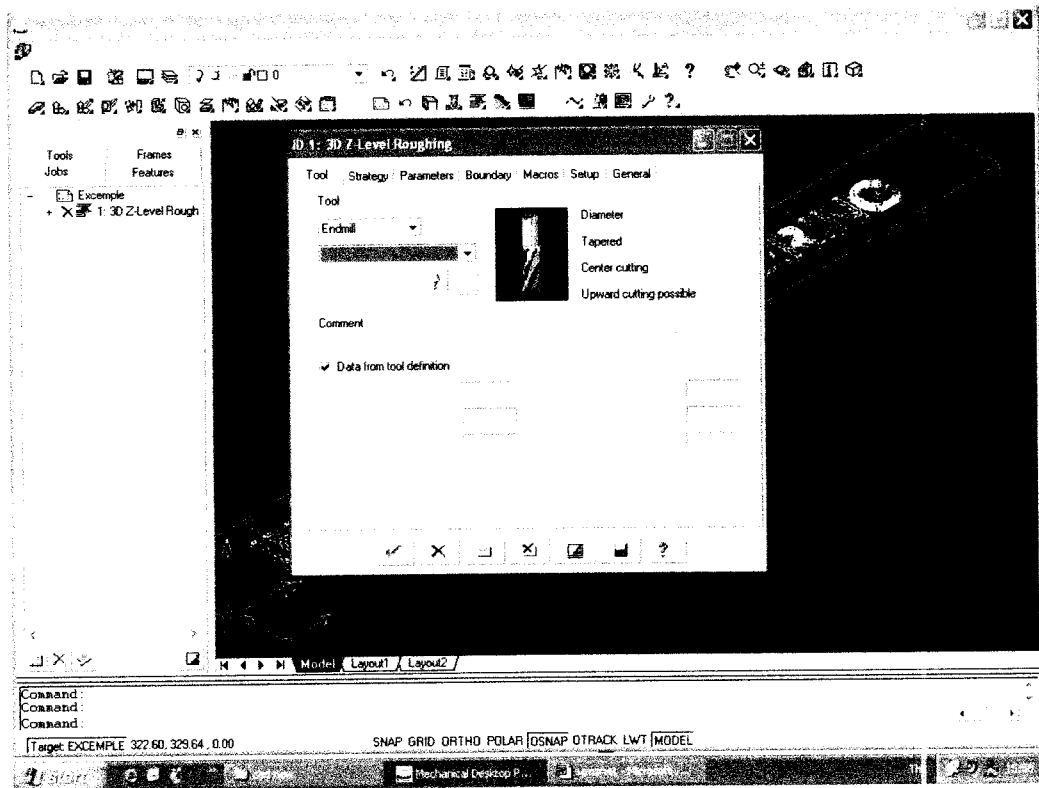 0
Tools Frames
Jobs Features
Excemple
1: 3D Z-Level Rough
ID 1: 3D Z-Level Roughing
Tool Strategy Parameters Boundary Macros Setup General
Tool
Endmill
Diameter
Tapered
Center cutting
Upward cutting possible
Comment
Data from tool definition
Model Layout1 Layout2
Command:
Command:
Command:
Target: EXCEMPLE 322.60, 329.64 , 0.00 SNAP GRID ORTHO POLAR OSNAP OTRACK LWT MODEL
start Mechanical Desktop P...